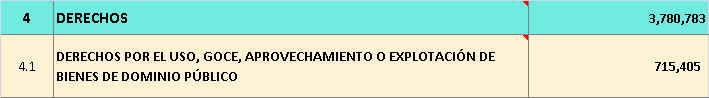 4 DERECHOS 3,780,783
4.1 DERECHOS POR EL USO, GOCE, APROVECHAMIENTO O EXPLOTACIÓN DE
BIENES DE DOMINIO PÚBLICO 715,405